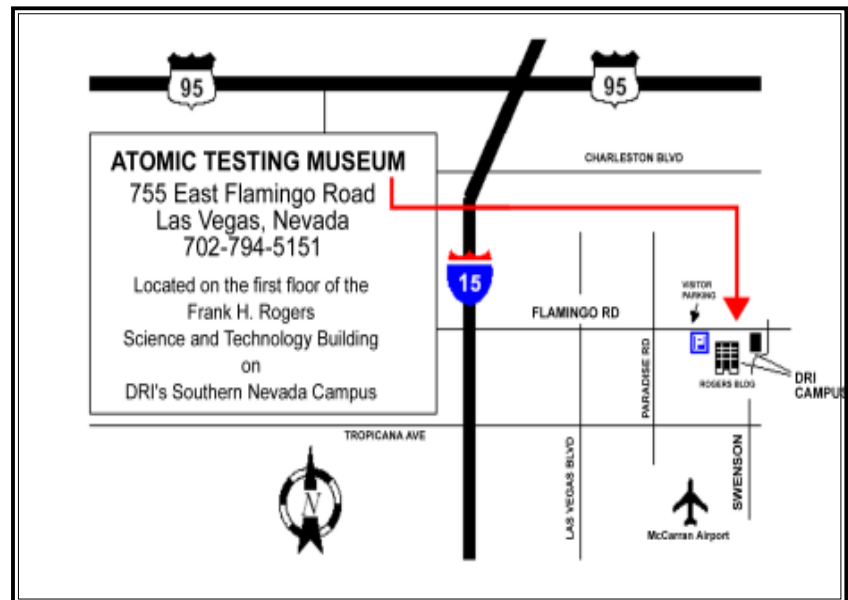 95
95
ATOMIC TESTING MUSEUM
755 East Flamingo Road
Las Vegas, Nevada
702-794-5151
Located on the first floor of the
Frank H. Rogers
Science and Technology Building
on
DRI's Southern Nevada Campus
CHARLESTON BLVD
15
VISITOR
PARKING
FLAMINGO RD
P
ROGERS BLDG
DRI
CAMPUS
PARADISE RD
TROPICANA AVE
LAS VEGAS BLVD
SWENSON
N
McCarran Airport